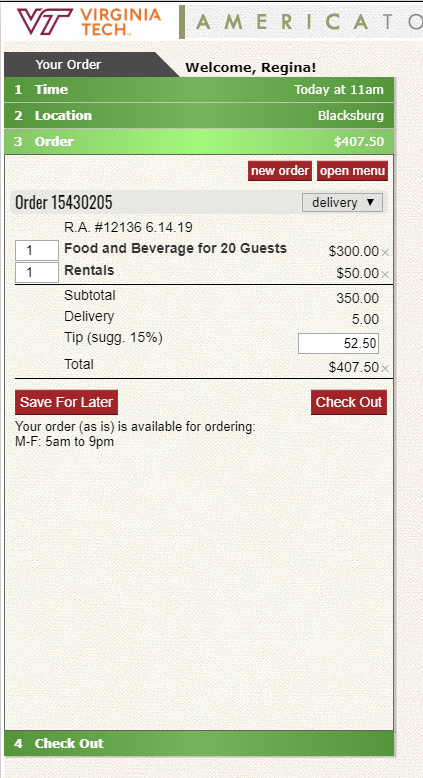 VT VIRGINIA
TECH
AMERICATO
Your Order
Welcome, Regina!
1 Time Today at 11am
2 Location Blacksburg
3 Order $407.50
new order open menu
Order 15430205 delivery ▼
R.A. #12136 6.14.19
1 Food and Beverage for 20 Guests $300.00×
1 Rentals $50.00×
Subtotal 350.00
Delivery 5.00
Tip (sugg. 15%) 52.50
Total $407.50×
Save For Later Check Out
Your order (as is) is available for ordering:
M-F: 5am to 9pm
4 Check Out